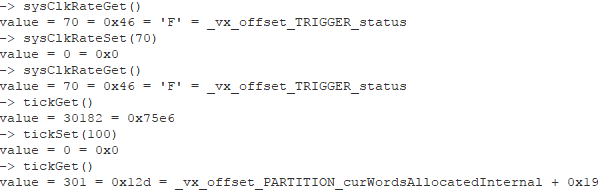 -> sysClkRateGet()
value = 70 = 0x46 = 'F' = _vx_offset_TRIGGER_status
-> sysClkRateSet(70)
value = 0 = 0x0
-> sysClkRateGet()
value = 70 = 0x46 = 'F' = _vx_offset_TRIGGER_status
-> tickGet()
value = 30182 = 0x75e6
-> tickSet(100)
value = 0 = 0x0
-> tickGet()
value = 301 = 0x12d = _vx_offset_PARTITION_curWordsAllocatedInternal + 0x19